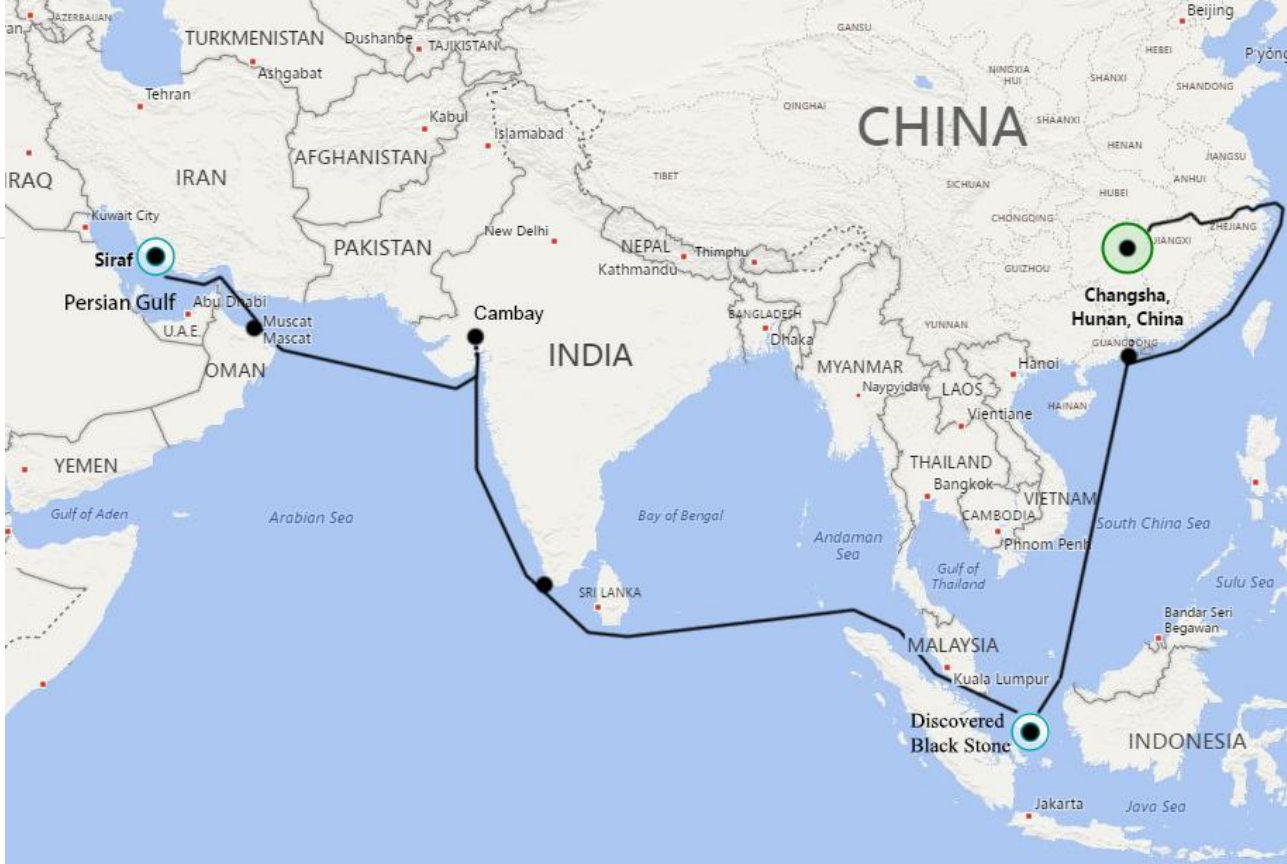 AZERBAIJAN
TURKMENISTAN
Ashgabat
Dushanbe
TAJIKISTAN
Tehran
Kabul
Islamabad
AFGHANISTAN
IRAN
IRAQ
Kuwait City
PAKISTAN
Siraf
Persian Gulf
Abu Dhabi
U.A.E.
Muscat
Mascat
OMAN
YEMEN
Gulf of Aden
Arabian Sea
New Delhi
NEPAL
Kathmandu
Thimphu
Cambay
INDIA
BANGLADESH
Dhaka
SRI LANKA
Bay of Bengal
Andaman
Sea
CHINA
Beijing
GANSU
HEBEI
NINGXIA
HUI
SHANXI
SHANDONG
QINGHAI
SHAANXI
HENAN
JIANGSU
TIBET
SICHUAN
HUBEI
ANHUI
CHONGQING
ZHEJIANG
JIANGXI
GUIZHOU
Changsha,
Hunan, China
YUNNAN
GUANGDONG
HAINAN
MYANMAR
Naypyidaw
LAOS
Hanoi
Vientiane
THAILAND
Bangkok
VIETNAM
CAMBODIA
Phnom Penh
South China Sea
Gulf of
Thailand
Sulu Sea
Bandar Seri
Begawan
MALAYSIA
Kuala Lumpur
Discovered
Black Stone
INDONESIA
Jakarta
Java Sea